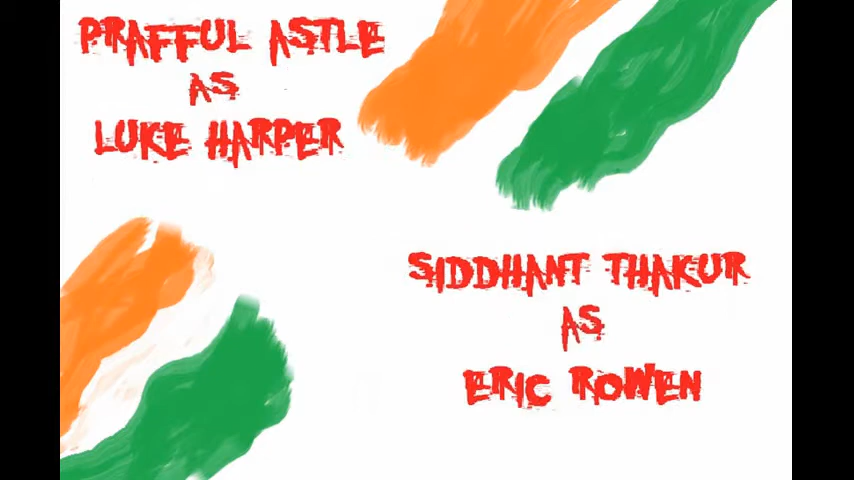 PRAFFUL ASTLE
AS
LUKE HARPER
SIDDHANT THAKUR
AS
ERIC ROWEN